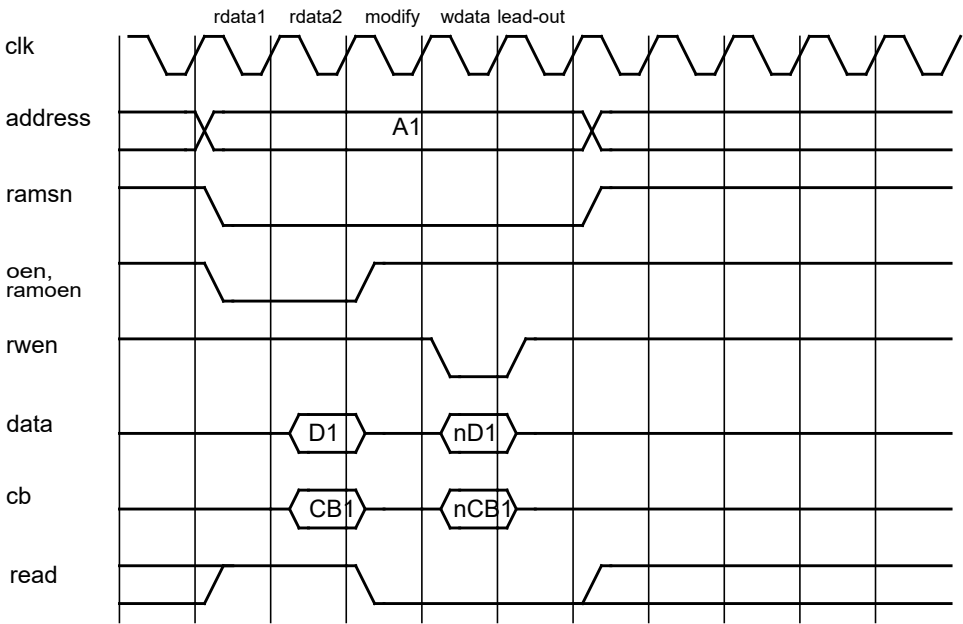 rdata1 rdata2 modify wdata lead-out
clk
address
A1
ramsn
oen,
ramoen
rwen
data
D1 nD1
cb
CB1 nCB1
read